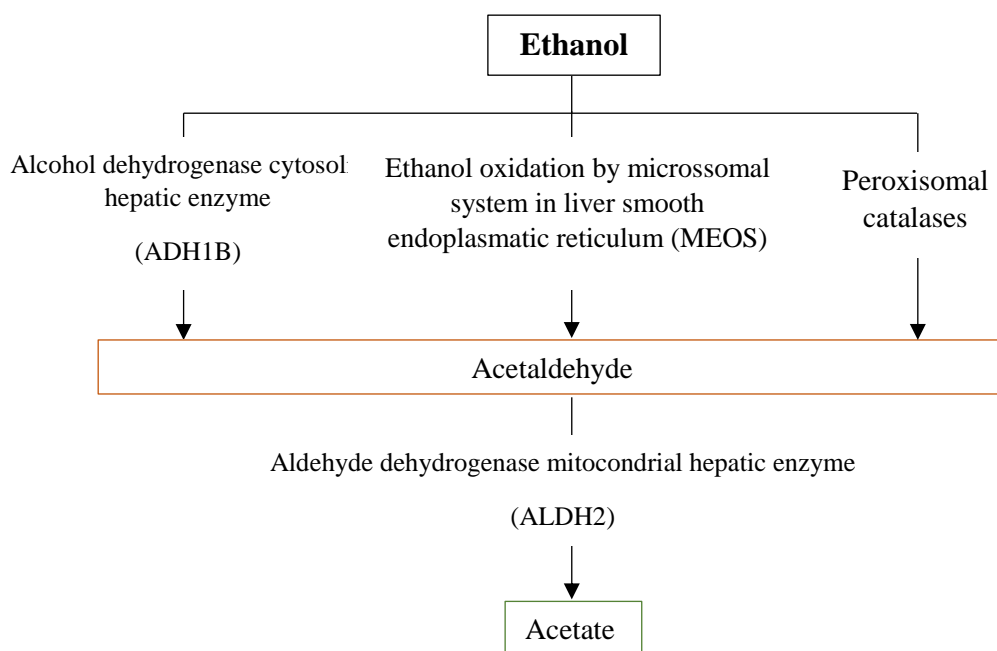 Ethanol
Alcohol dehydrogenase cytosoli
hepatic enzyme
(ADH1B)
Ethanol oxidation by microssomal
system in liver smooth
endoplasmatic reticulum (MEOS)
Peroxisomal
catalases
Acetaldehyde
Aldehyde dehydrogenase mitocondrial hepatic enzyme
(ALDH2)
Acetate